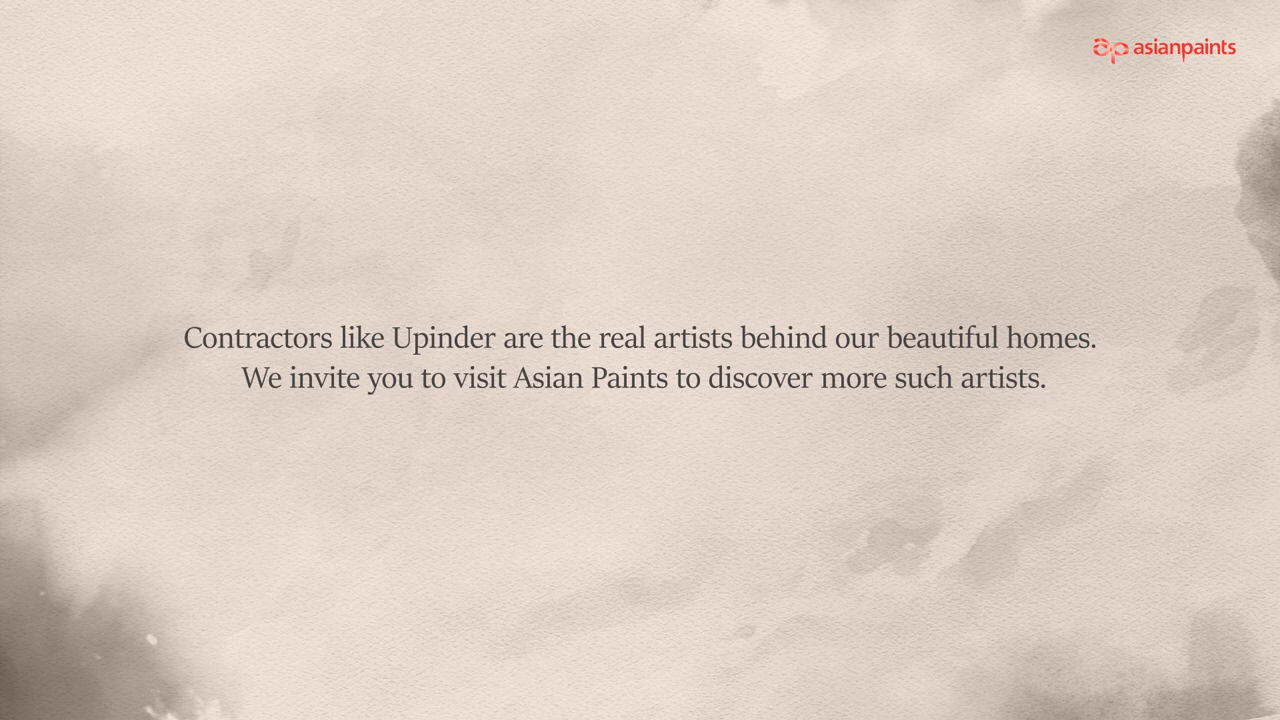 asianpaints
Contractors like Upinder are the real artists behind our beautiful homes.
We invite you to visit Asian Paints to discover more such artists.